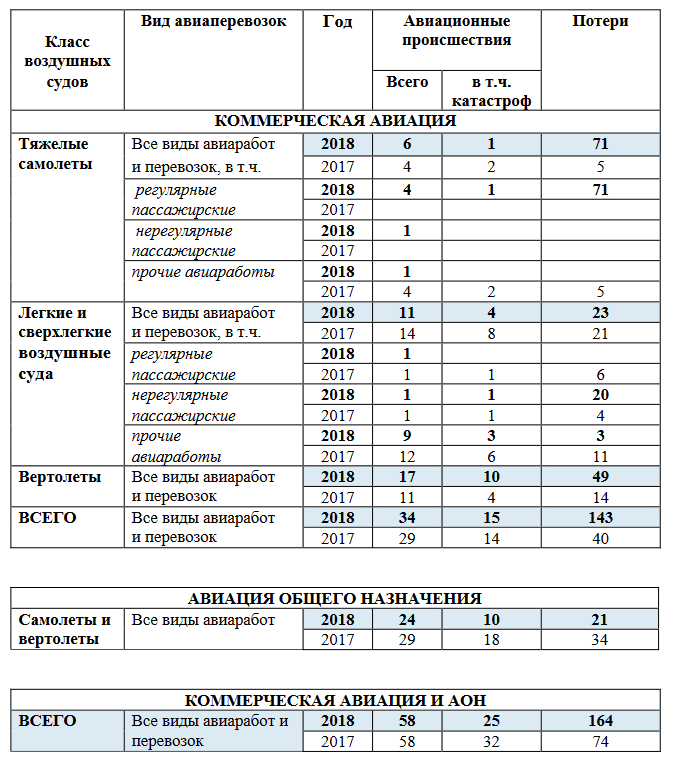 Класс воздушных судов | Вид авиаперевозок | Год | Авиационные происшествия | Потери
Всего | в т.ч. катастроф
КОММЕРЧЕСКАЯ АВИАЦИЯ
Тяжелые самолеты | Все виды авиаработ | 2018 | 6 | 1 | 71
и перевозок, в т.ч. | 2017 | 4 | 2 | 5
регулярные | 2018 | 4 | 1 | 71
пассажирские | 2017
нерегулярные | 2018 | 1
пассажирские | 2017
прочие авиаработы | 2018 | 1
2017 | 4 | 2 | 5
Легкие и | Все виды авиаработ | 2018 | 11 | 4 | 23
сверхлегкие | и перевозок, в т.ч. | 2017 | 14 | 8 | 21
воздушные | регулярные | 2018 | 1
суда | пассажирские | 2017 | 1 | 1 | 6
нерегулярные | 2018 | 1 | 1 | 20
пассажирские | 2017 | 1 | 1 | 4
прочие | 2018 | 9 | 3 | 3
авиаработы | 2017 | 12 | 6 | 11
Вертолеты | Все виды авиаработ | 2018 | 17 | 10 | 49
и перевозок | 2017 | 11 | 4 | 14
ВСЕГО | Все виды авиаработ | 2018 | 34 | 15 | 143
и перевозок | 2017 | 29 | 14 | 40
АВИАЦИЯ ОБЩЕГО НАЗНАЧЕНИЯ
Самолеты и | Все виды авиаработ | 2018 | 24 | 10 | 21
вертолеты | 2017 | 29 | 18 | 34
КОММЕРЧЕСКАЯ АВИАЦИЯ И АОН
ВСЕГО | Все виды авиаработ и | 2018 | 58 | 25 | 164
перевозок | 2017 | 58 | 32 | 74